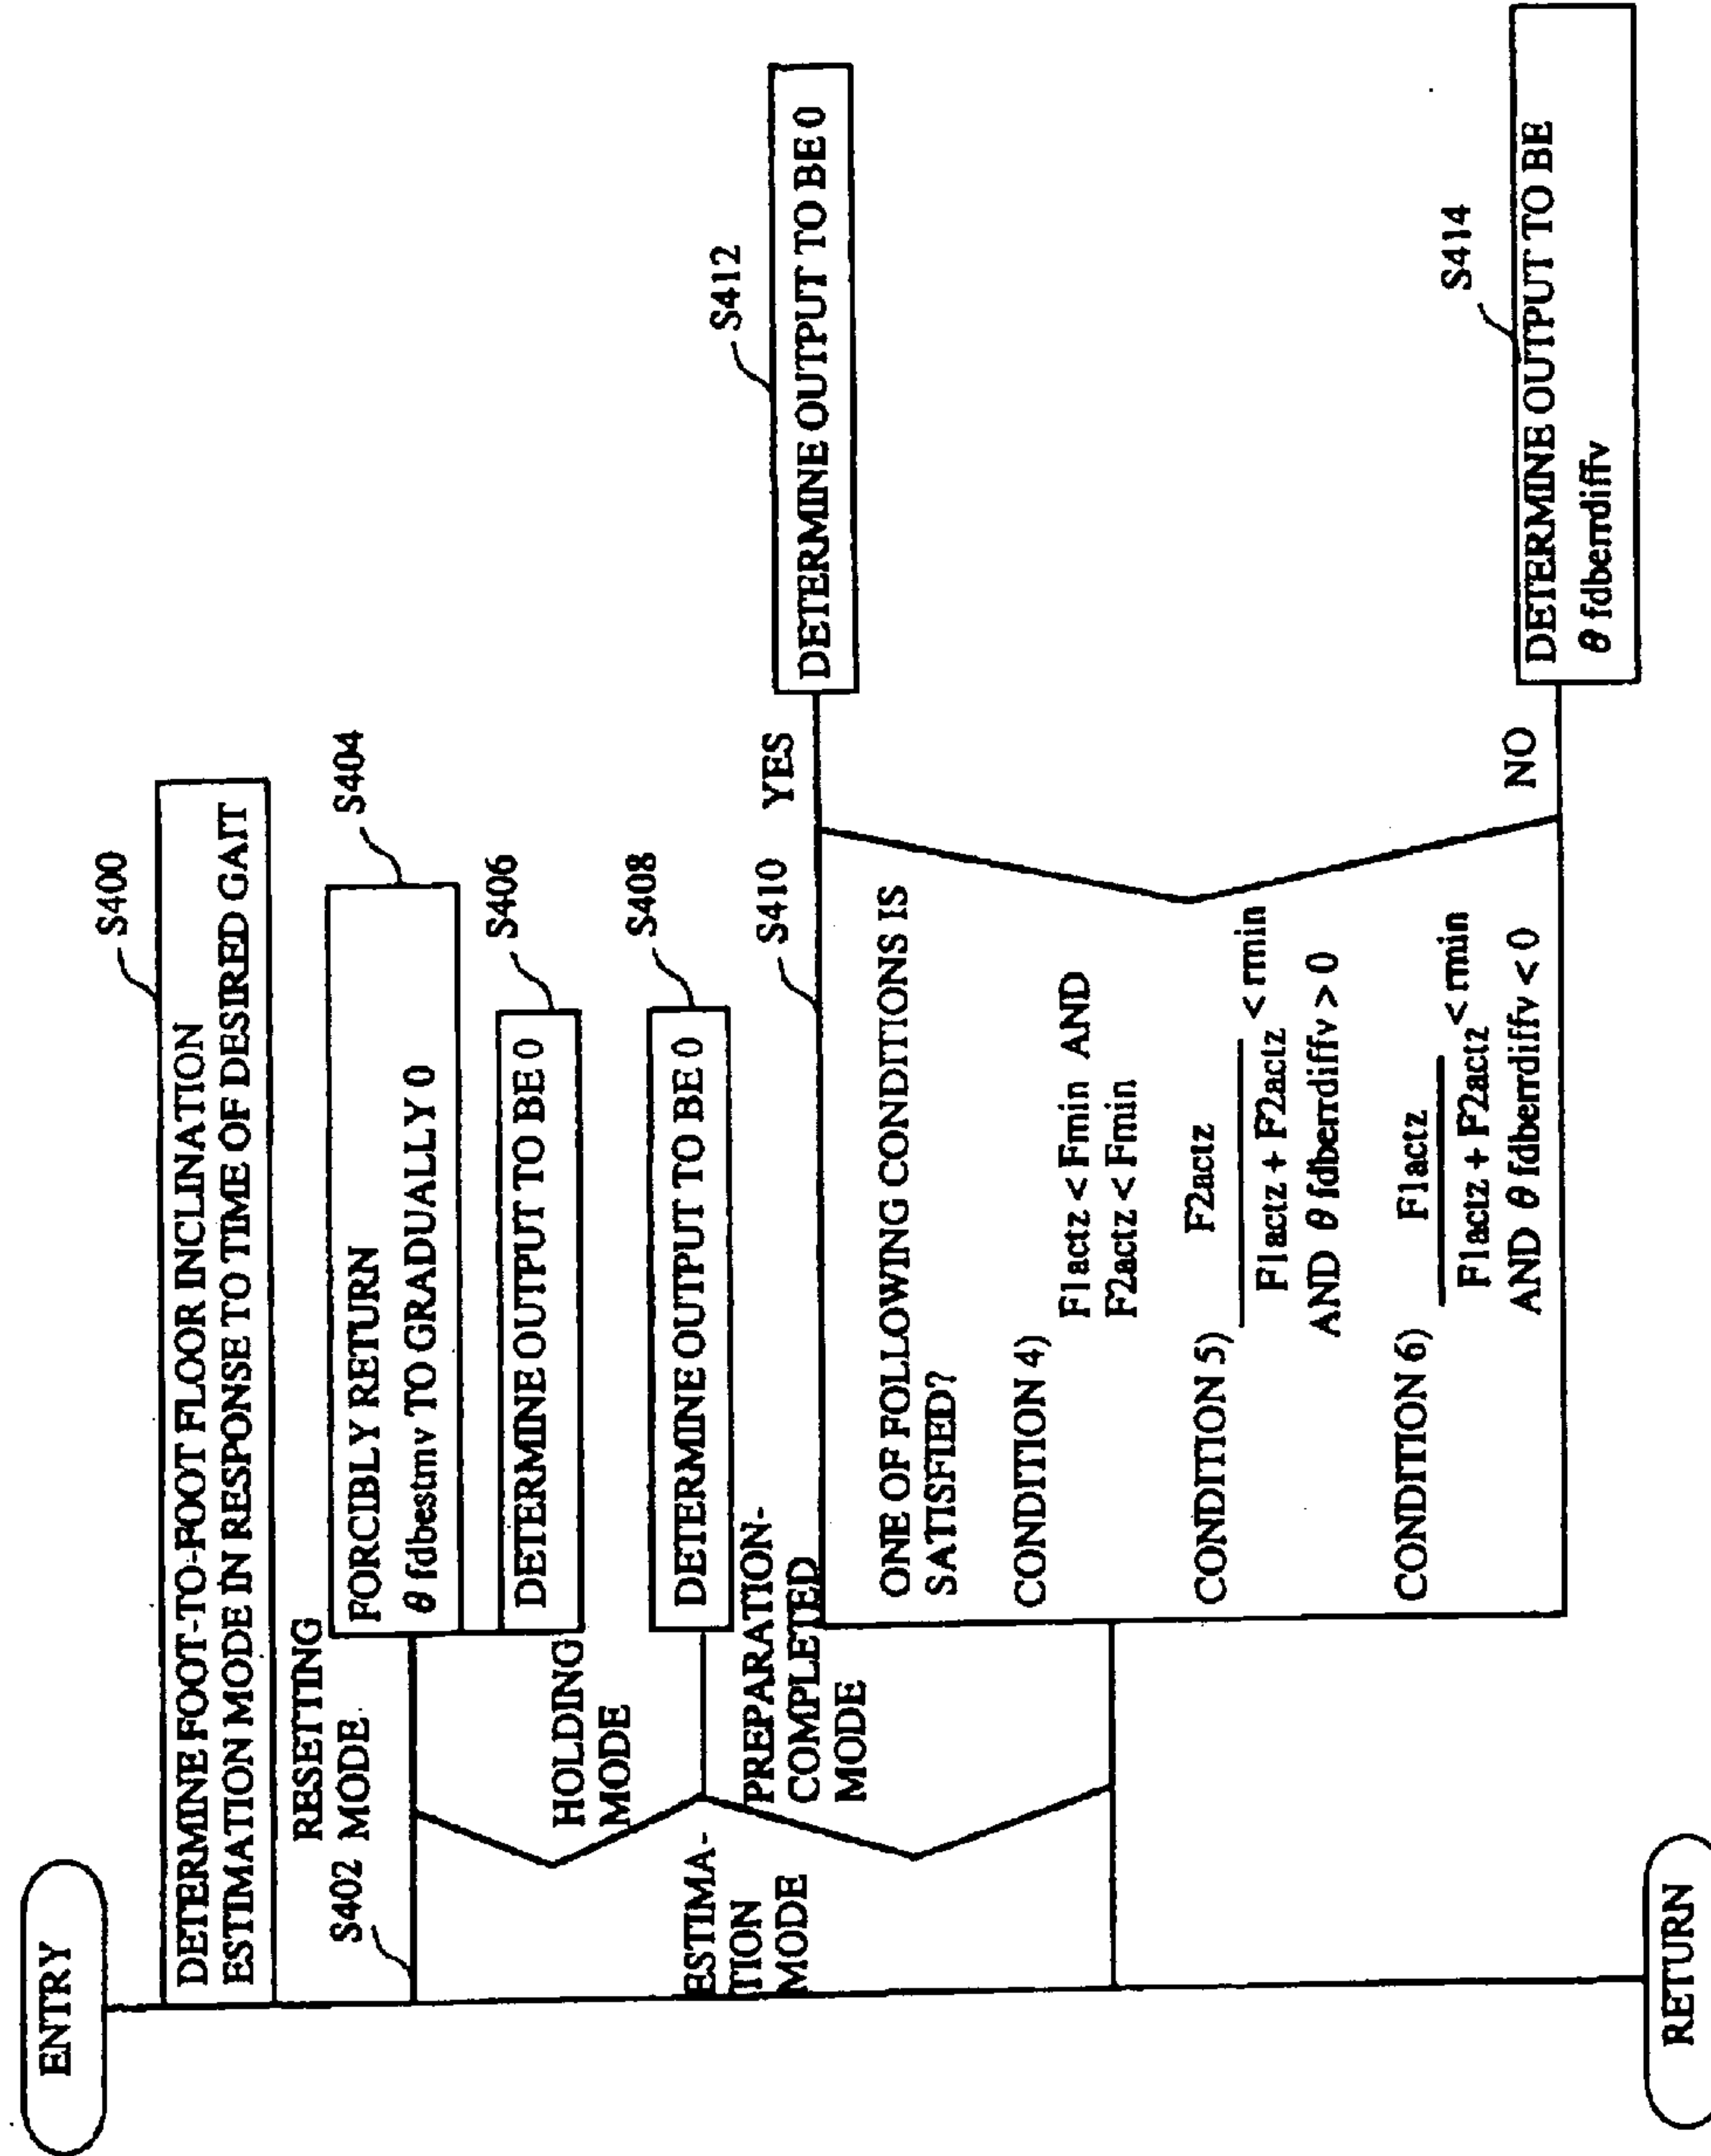 ENTRY
S400
DETERMINE FOOT-TO-FOOT FLOOR INCLINATION
ESTIMATION MODE IN RESPONSE TO TIME OF DESIRED GAIT
S402
RESETTING
MODE
S404
FORCIBLY RETURN
θ fdbestmv TO GRADUALLY 0
S406
DETERMINE OUTPUT TO BE 0
HOLDING
MODE
S408
DETERMINE OUTPUT TO BE 0
ESTIMA-
TION
MODE
PREPARATION-
COMPLETED
MODE
S410
YES
S412
DETERMINE OUTPUT TO BE 0
ONE OF FOLLOWING CONDITIONS IS
SATISFIED?
CONDITION 4)
F1actz < Fmin AND
F2actz < Fmin
CONDITION 5)
F2actz
F1actz + F2actz < rmin
AND θ fdberrdiffv > 0
CONDITION 6)
F1actz
F1actz + F2actz < rmin
AND θ fdberrdiffv < 0
NO
S414
DETERMINE OUTPUT TO BE
θ fdberrdiffv
RETURN